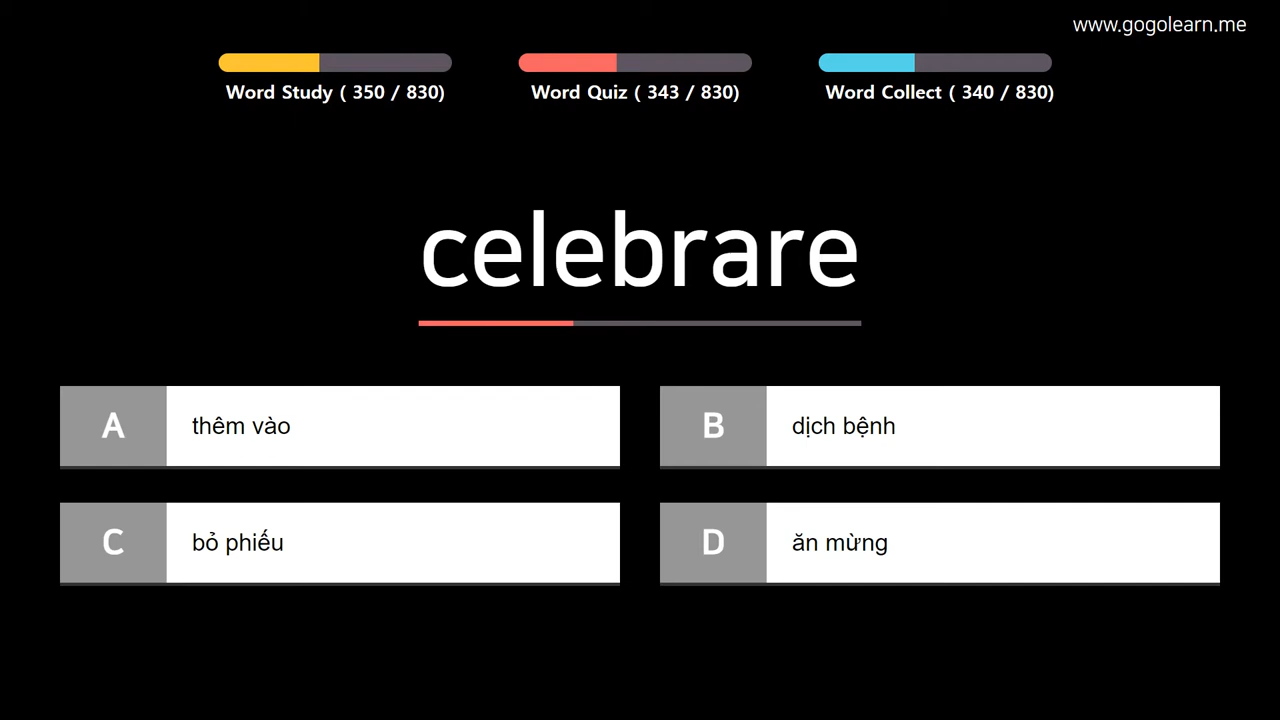 www.gogolearn.me
Word Study ( 350 / 830)
Word Quiz ( 343 / 830)
Word Collect ( 340 / 830)
celebrare
A thêm vào
B dịch bệnh
C bỏ phiếu
D ăn mừng